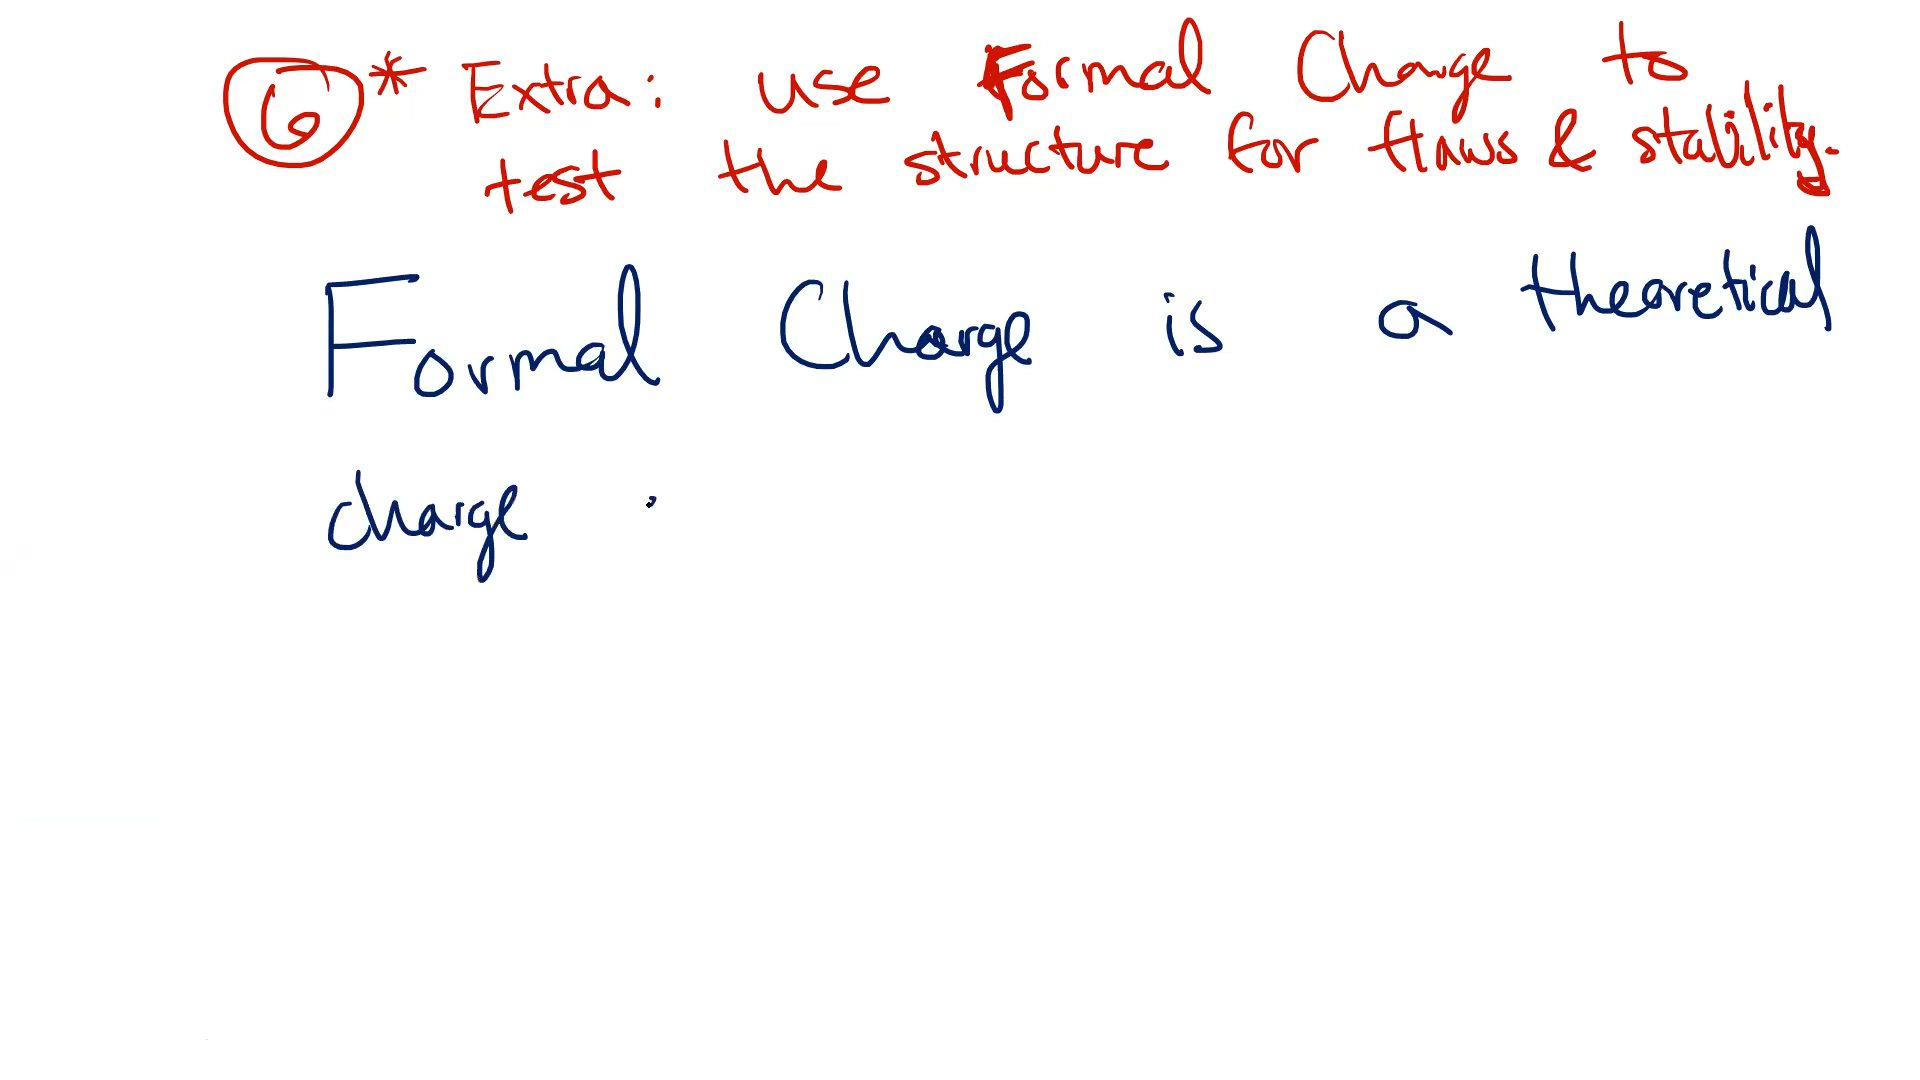 6 * Extra: use Formal Charge to
test the structure for flaws & stability.
Formal Charge is a theoretical
charge